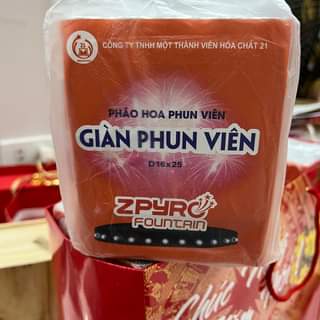 CÔNG TY TNHH MỘT THÀNH VIÊN HÓA CHẤT 21
PHÁO HOA PHUN VIÊN
GIÀN PHUN VIÊN
D16x25
ZPYRO
FOUNTAIN
Chúc